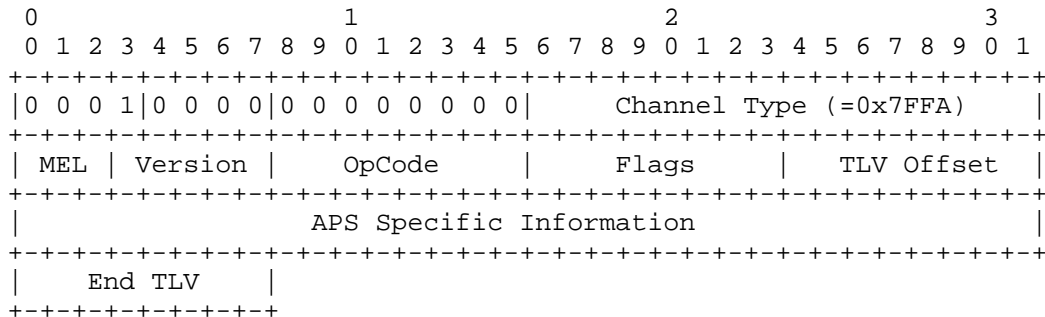 0                   1                   2                   3
 0 1 2 3 4 5 6 7 8 9 0 1 2 3 4 5 6 7 8 9 0 1 2 3 4 5 6 7 8 9 0 1
+-+-+-+-+-+-+-+-+-+-+-+-+-+-+-+-+-+-+-+-+-+-+-+-+-+-+-+-+-+-+-+-+
|0 0 0 1|0 0 0 0|0 0 0 0 0 0 0 0|     Channel Type (=0x7FFA)    |
+-+-+-+-+-+-+-+-+-+-+-+-+-+-+-+-+-+-+-+-+-+-+-+-+-+-+-+-+-+-+-+-+
| MEL | Version |    OpCode     |     Flags     |   TLV Offset  |
+-+-+-+-+-+-+-+-+-+-+-+-+-+-+-+-+-+-+-+-+-+-+-+-+-+-+-+-+-+-+-+-+
|                  APS Specific Information                     |
+-+-+-+-+-+-+-+-+-+-+-+-+-+-+-+-+-+-+-+-+-+-+-+-+-+-+-+-+-+-+-+-+
|    End TLV    |
+-+-+-+-+-+-+-+-+